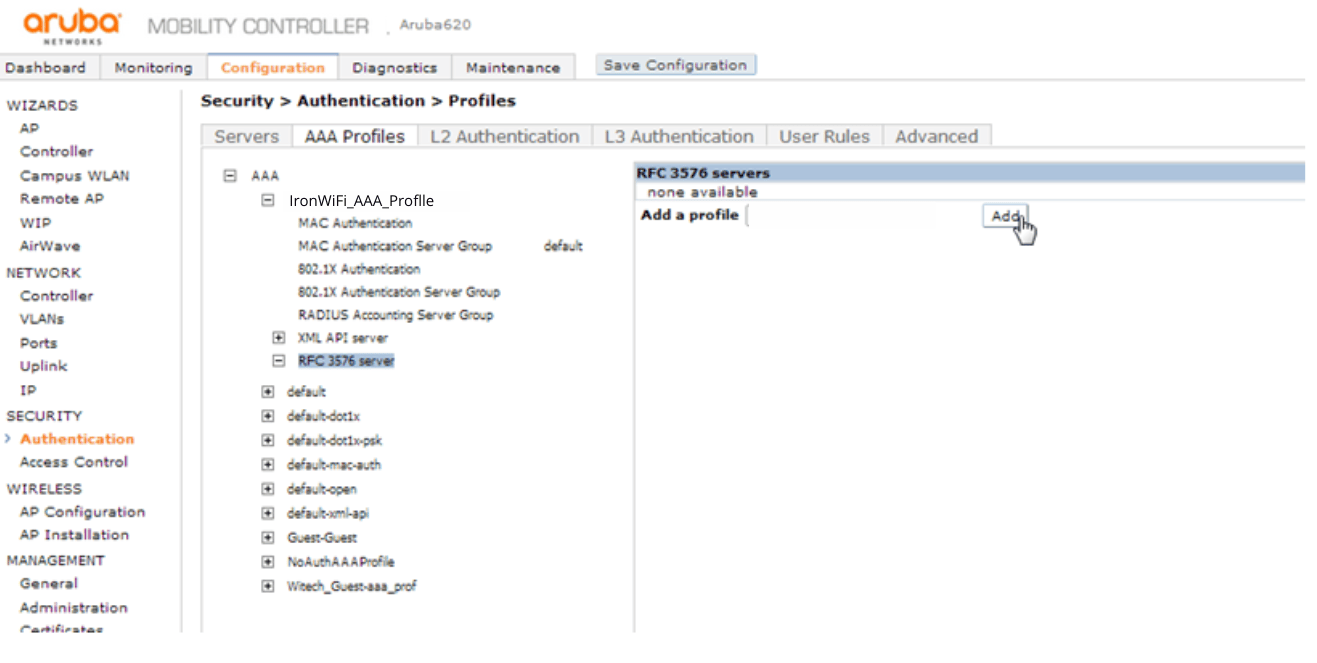 aruba NETWORKS MOBILITY CONTROLLER , Aruba620
Dashboard Monitoring Configuration Diagnostics Maintenance Save Configuration
WIZARDS
AP
Controller
Campus WLAN
Remote AP
WIP
AirWave
NETWORK
Controller
VLANs
Ports
Uplink
IP
SECURITY
> Authentication
Access Control
WIRELESS
AP Configuration
AP Installation
MANAGEMENT
General
Administration
Certificates
Security > Authentication > Profiles
Servers AAA Profiles L2 Authentication L3 Authentication User Rules Advanced
AAA
IronWiFi_AAA_Proflle
MAC Authentication
MAC Authentication Server Group default
802.1X Authentication
802.1X Authentication Server Group
RADIUS Accounting Server Group
XML API server
RFC 3576 server
default
default-dot1x
default-dot1x-psk
default-mac-auth
default-open
default-xml-api
Guest-Guest
NoAuthAAAProfile
Witech_Guest-aaa_prof
RFC 3576 servers
none available
Add a profile Add